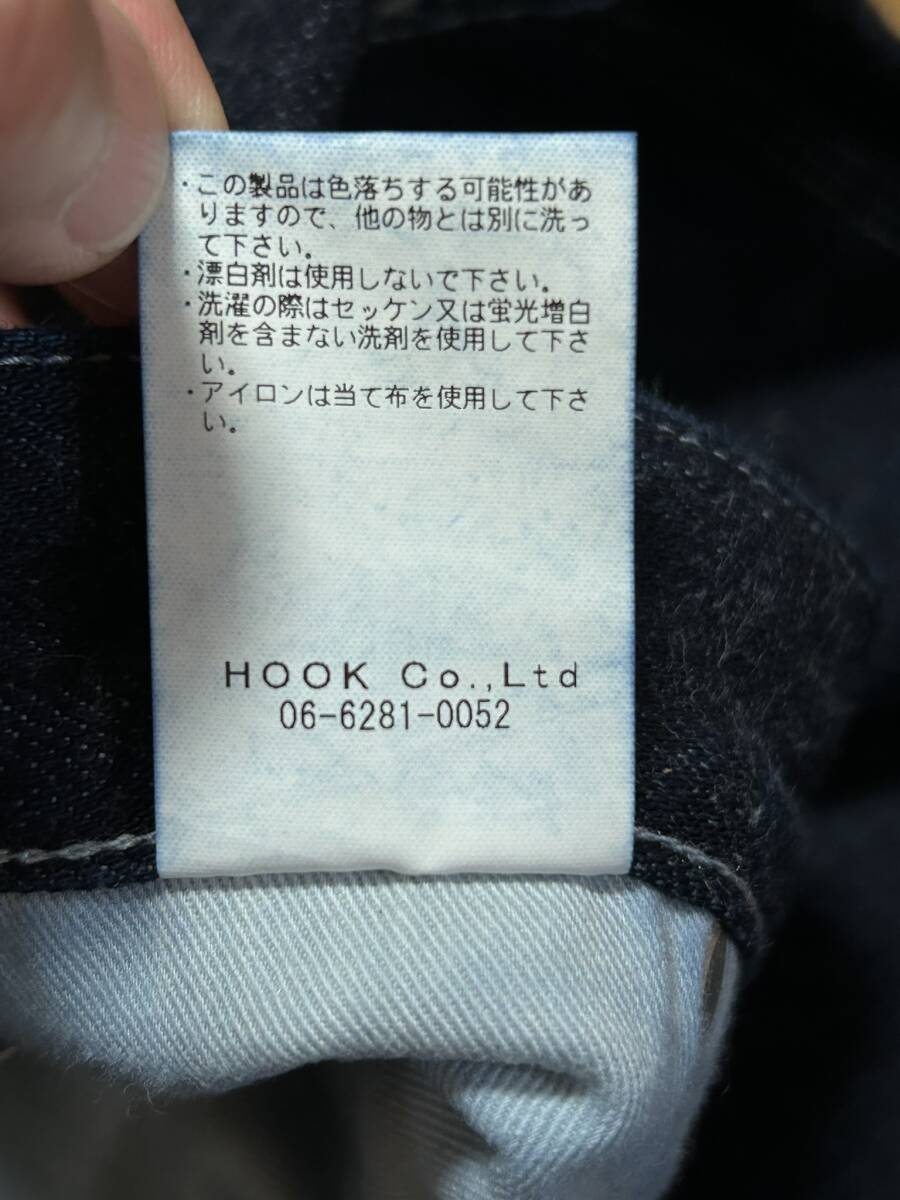 ・この製品は色落ちする可能性があ
りますので、他の物とは別に洗っ
て下さい。
・漂白剤は使用しないで下さい。
・洗濯の際はセッケン又は蛍光増白
剤を含まない洗剤を使用して下さ
い。
・アイロンは当て布を使用して下さ
い。
HOOK Co.,Ltd
06-6281-0052